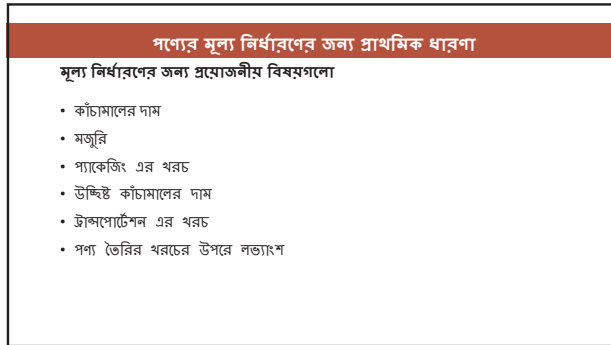 পণ্যের মূল্য নির্ধারণের জন্য প্রাথমিক ধারণা
মূল্য নির্ধারণের জন্য প্রয়োজনীয় বিষয়গলো
• কাঁচামালের দাম
• মজুরি
• প্যাকেজিং এর খরচ
• উচ্ছিষ্ট কাঁচামালের দাম
• ট্রান্সপোর্টেশন এর খরচ
• পণ্য তৈরির খরচের উপরে লভ্যাংশ